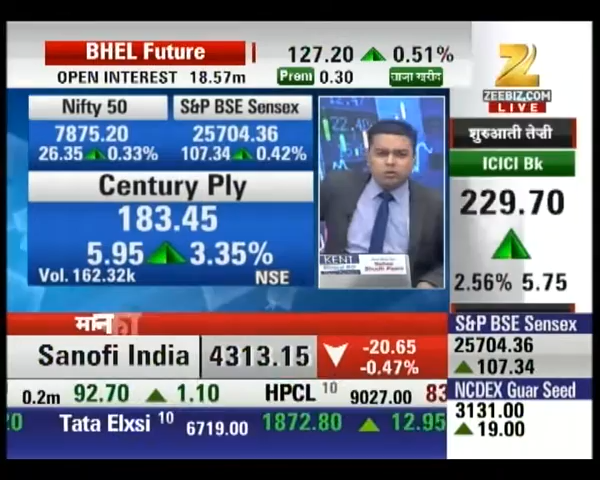 BHEL Future
127.20 0.51%
OPEN INTEREST 18.57m
Prem 0.30
ताज़ा खरीद
ZEEBIZ.COM
LIVE
Nifty 50
7875.20
26.35 0.33%
S&P BSE Sensex
25704.36
107.34 0.42%
Century Ply
183.45
5.95 3.35%
Vol. 162.32k
NSE
KENT
शुरुआती तेज़ी
ICICI Bk
229.70
2.56% 5.75
Sanofi India
4313.15
-20.65
-0.47%
S&P BSE Sensex
25704.36
107.34
0.2m 92.70 1.10 HPCL 10 9027.00 83
NCDEX Guar Seed
3131.00
19.00
Tata Elxsi 10 6719.00 1872.80 12.95